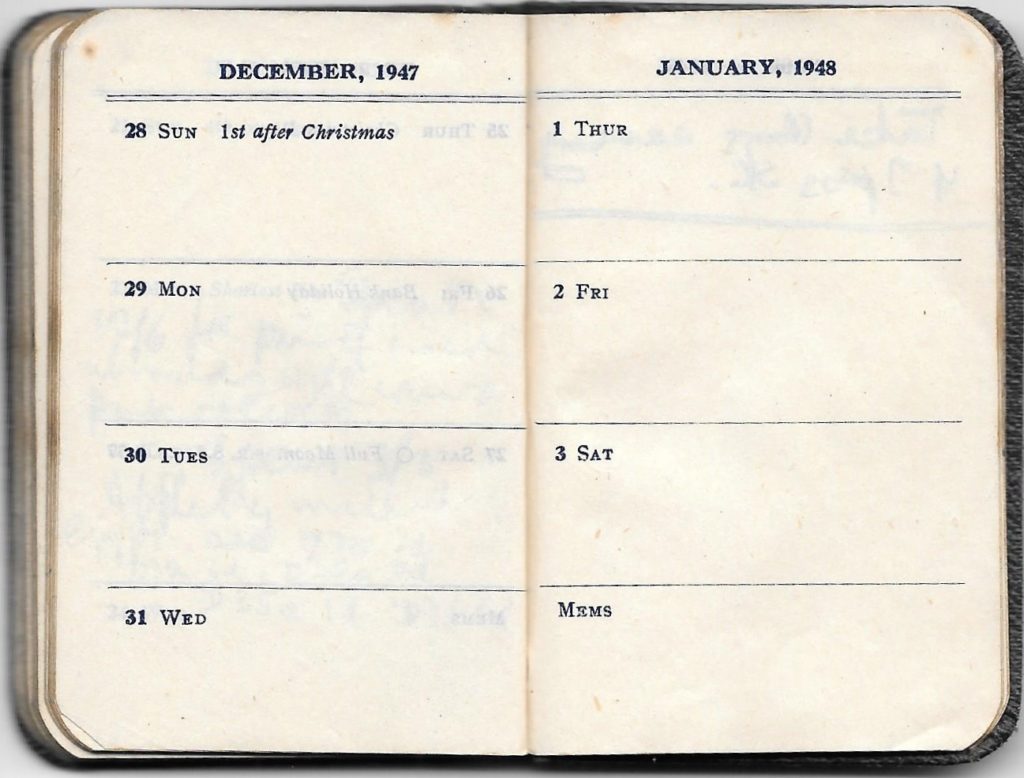 DECEMBER, 1947
28 SUN 1st after Christmas
29 MON
30 TUES
31 WED
JANUARY, 1948
1 THUR
2 FRI
3 SAT
MEMS